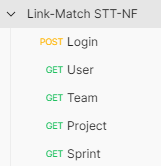 Link-Match STT-NF
POST Login
GET User
GET Team
GET Project
GET Sprint